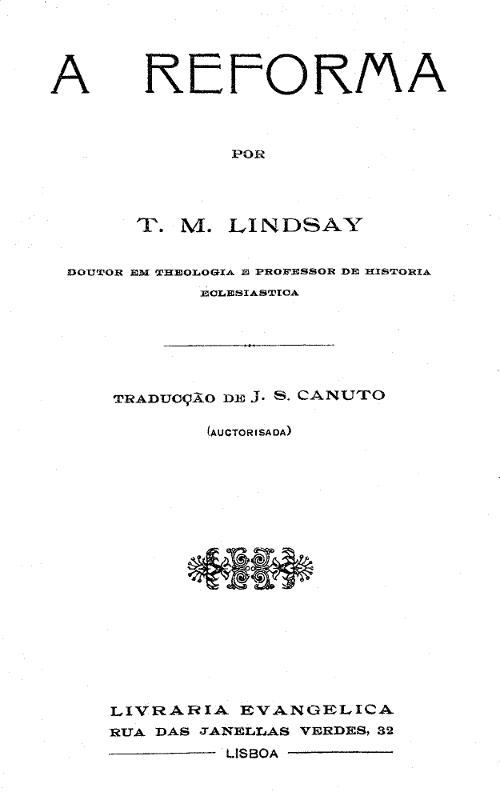 A REFORMA
POR
T. M. LINDSAY
DOUTOR EM THEOLOGIA E PROFESSOR DE HISTORIA
ECLESIASTICA
TRADUCÇÃO DE J. S. CANUTO
(AUCTORISADA)
LIVRARIA EVANGELICA
RUA DAS JANELLAS VERDES, 32
LISBOA